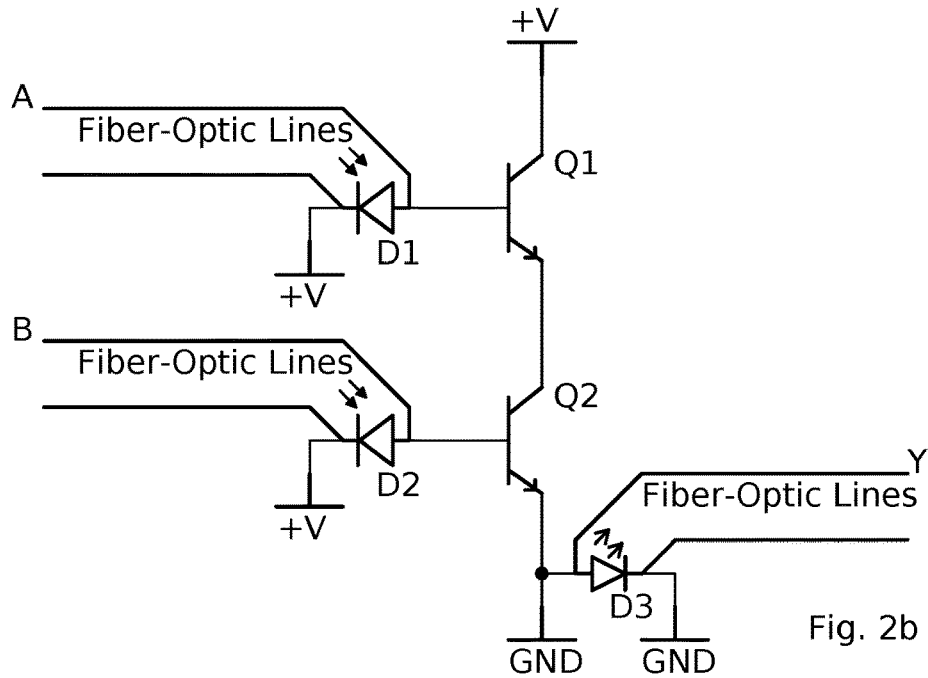 +V
A
Fiber-Optic Lines
Q1
D1
+V
B
Fiber-Optic Lines
Q2
D2
+V
Y
Fiber-Optic Lines
D3
Fig. 2b
GND
GND